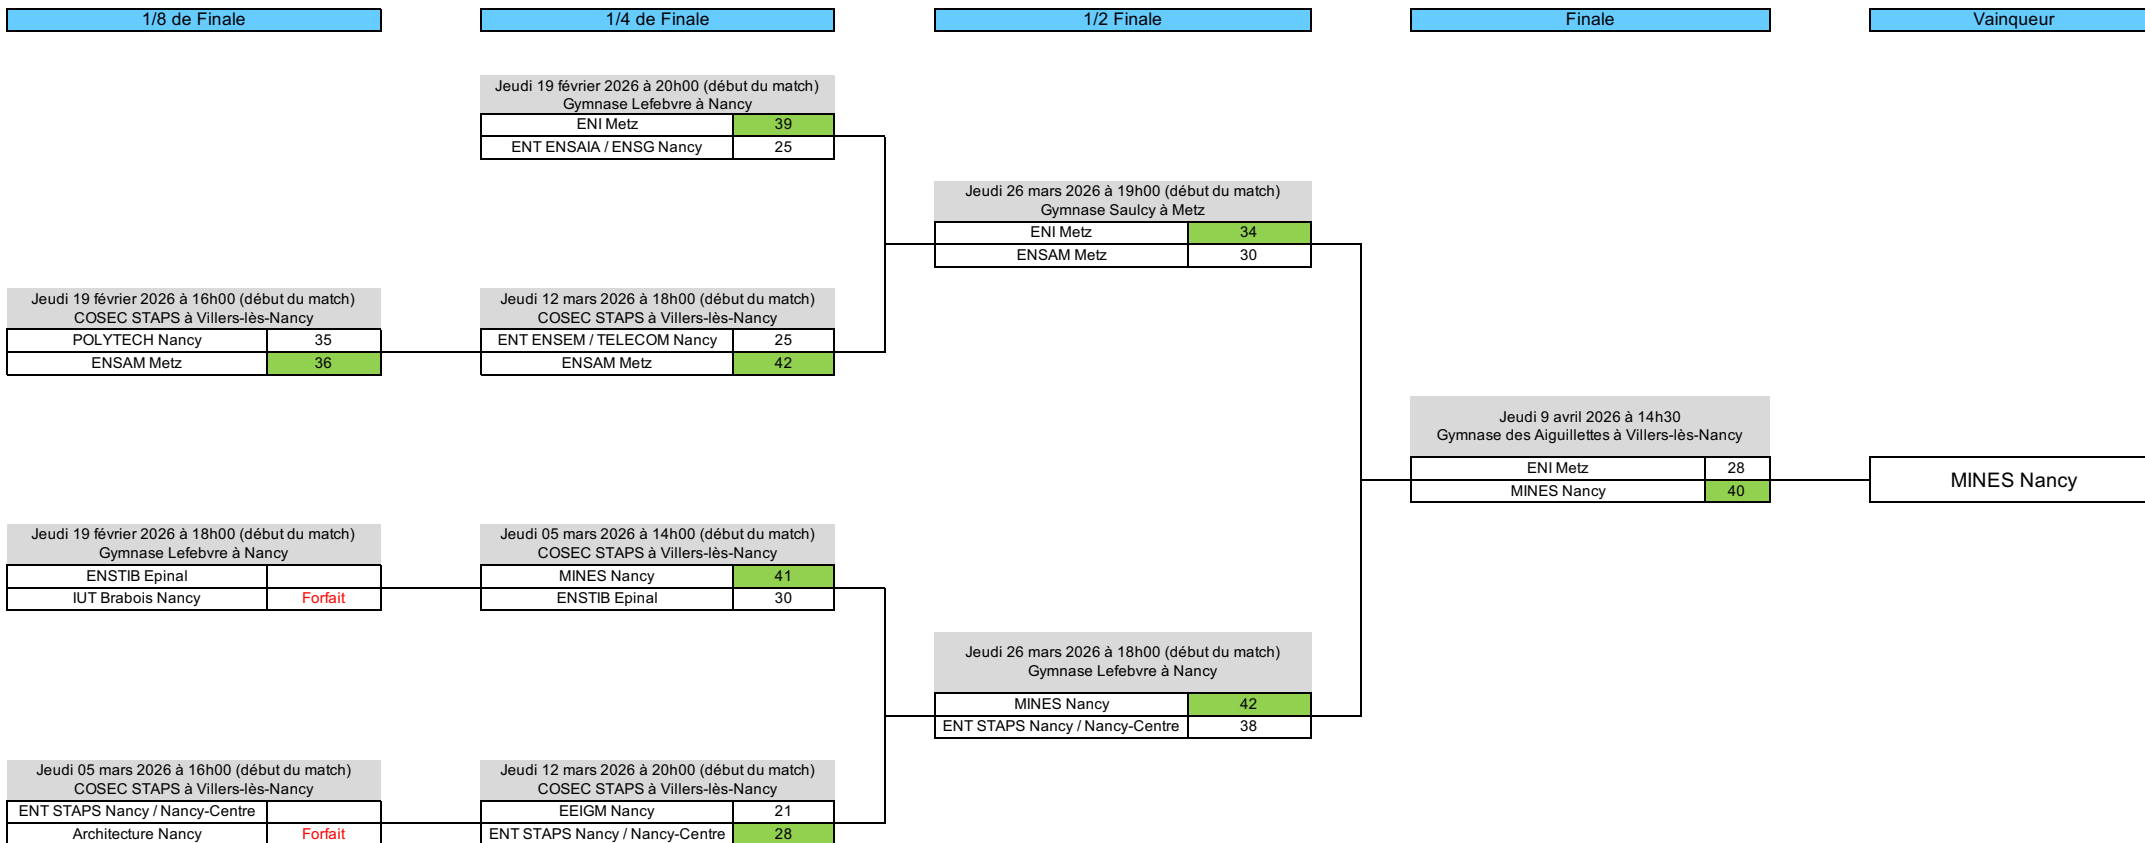 1/8 de Finale
1/4 de Finale
1/2 Finale
Finale
Vainqueur
Jeudi 19 février 2026 à 20h00 (début du match)
Gymnase Lefebvre à Nancy
ENI Metz 39
ENT ENSAIA / ENSG Nancy 25
Jeudi 26 mars 2026 à 19h00 (début du match)
Gymnase Saulcy à Metz
ENI Metz 34
ENSAM Metz 30
Jeudi 19 février 2026 à 16h00 (début du match)
COSEC STAPS à Villers-lès-Nancy
POLYTECH Nancy 35
ENSAM Metz 36
Jeudi 12 mars 2026 à 18h00 (début du match)
COSEC STAPS à Villers-lès-Nancy
ENT ENSEM / TELECOM Nancy 25
ENSAM Metz 42
Jeudi 9 avril 2026 à 14h30
Gymnase des Aiguillettes à Villers-lès-Nancy
ENI Metz 28
MINES Nancy 40
MINES Nancy
Jeudi 19 février 2026 à 18h00 (début du match)
Gymnase Lefebvre à Nancy
ENSTIB Epinal
IUT Brabois Nancy Forfait
Jeudi 05 mars 2026 à 14h00 (début du match)
COSEC STAPS à Villers-lès-Nancy
MINES Nancy 41
ENSTIB Epinal 30
Jeudi 26 mars 2026 à 18h00 (début du match)
Gymnase Lefebvre à Nancy
MINES Nancy 42
ENT STAPS Nancy / Nancy-Centre 38
Jeudi 05 mars 2026 à 16h00 (début du match)
COSEC STAPS à Villers-lès-Nancy
ENT STAPS Nancy / Nancy-Centre
Architecture Nancy Forfait
Jeudi 12 mars 2026 à 20h00 (début du match)
COSEC STAPS à Villers-lès-Nancy
EEIGM Nancy 21
ENT STAPS Nancy / Nancy-Centre 28